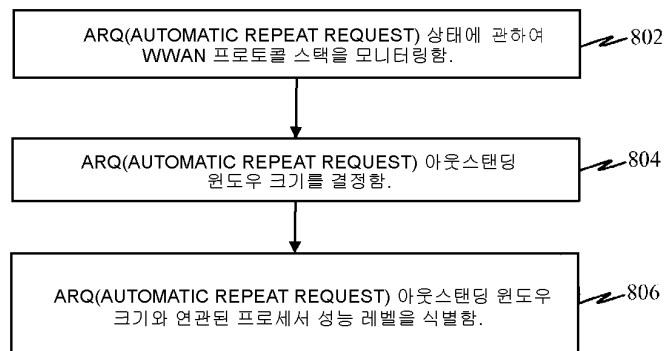 ARQ(AUTOMATIC REPEAT REQUEST) 상태에 관하여
WWAN 프로토콜 스택을 모니터링함.
802
ARQ(AUTOMATIC REPEAT REQUEST) 아웃스탠딩
윈도우 크기를 결정함.
804
ARQ(AUTOMATIC REPEAT REQUEST) 아웃스탠딩 윈도우
크기와 연관된 프로세서 성능 레벨을 식별함.
806